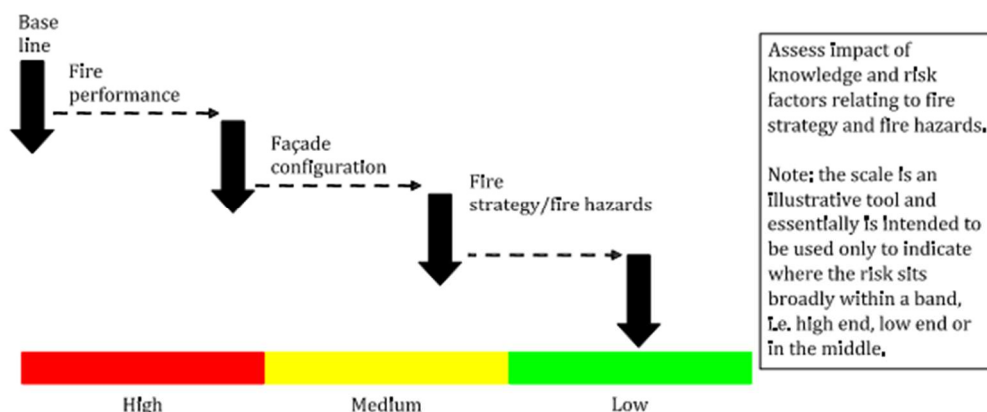 Base
line
Fire
performance
Façade
configuration
Fire
strategy/fire hazards
Assess impact of
knowledge and risk
factors relating to fire
strategy and fire hazards.
Note: the scale is an
illustrative tool and
essentially is intended to
be used only to indicate
where the risk sits
broadly within a band,
i.e. high end, low end or
in the middle.
High
Medium
Low